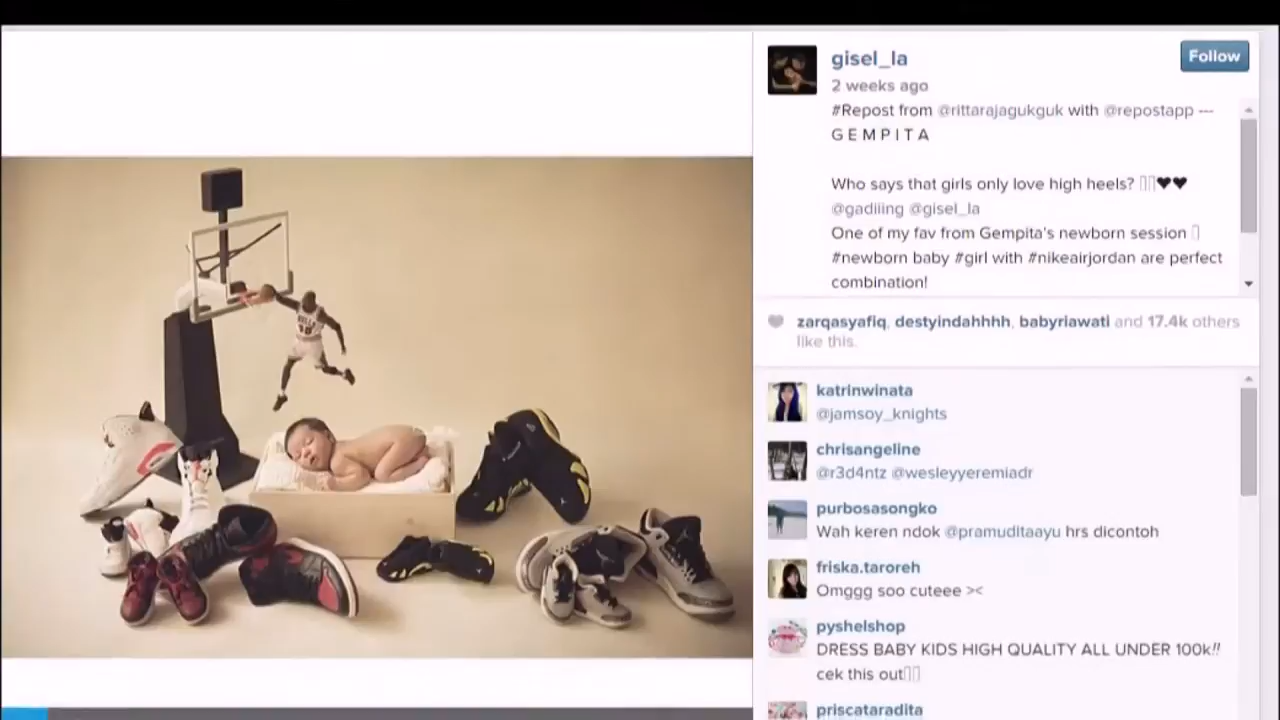 gisel_la
Follow
2 weeks ago
#Repost from @rittarajagukguk with @repostapp ---
G E M P I T A
Who says that girls only love high heels? ♥♥
@gadiiing @gisel_la
One of my fav from Gempita's newborn session
#newborn baby #girl with #nikeairjordan are perfect
combination!
zarqasyafiq, destyindahhhh, babyriawati and 17.4k others
like this.
katrinwinata
@jamsoy_knights
chrisangeline
@r3d4ntz @wesleyyeremiadr
purbosasongko
Wah keren ndok @pramuditaayu hrs dicontoh
friska.taroreh
Omggg soo cuteee ><
pyshelshop
DRESS BABY KIDS HIGH QUALITY ALL UNDER 100k!!
cek this out
priscataradita